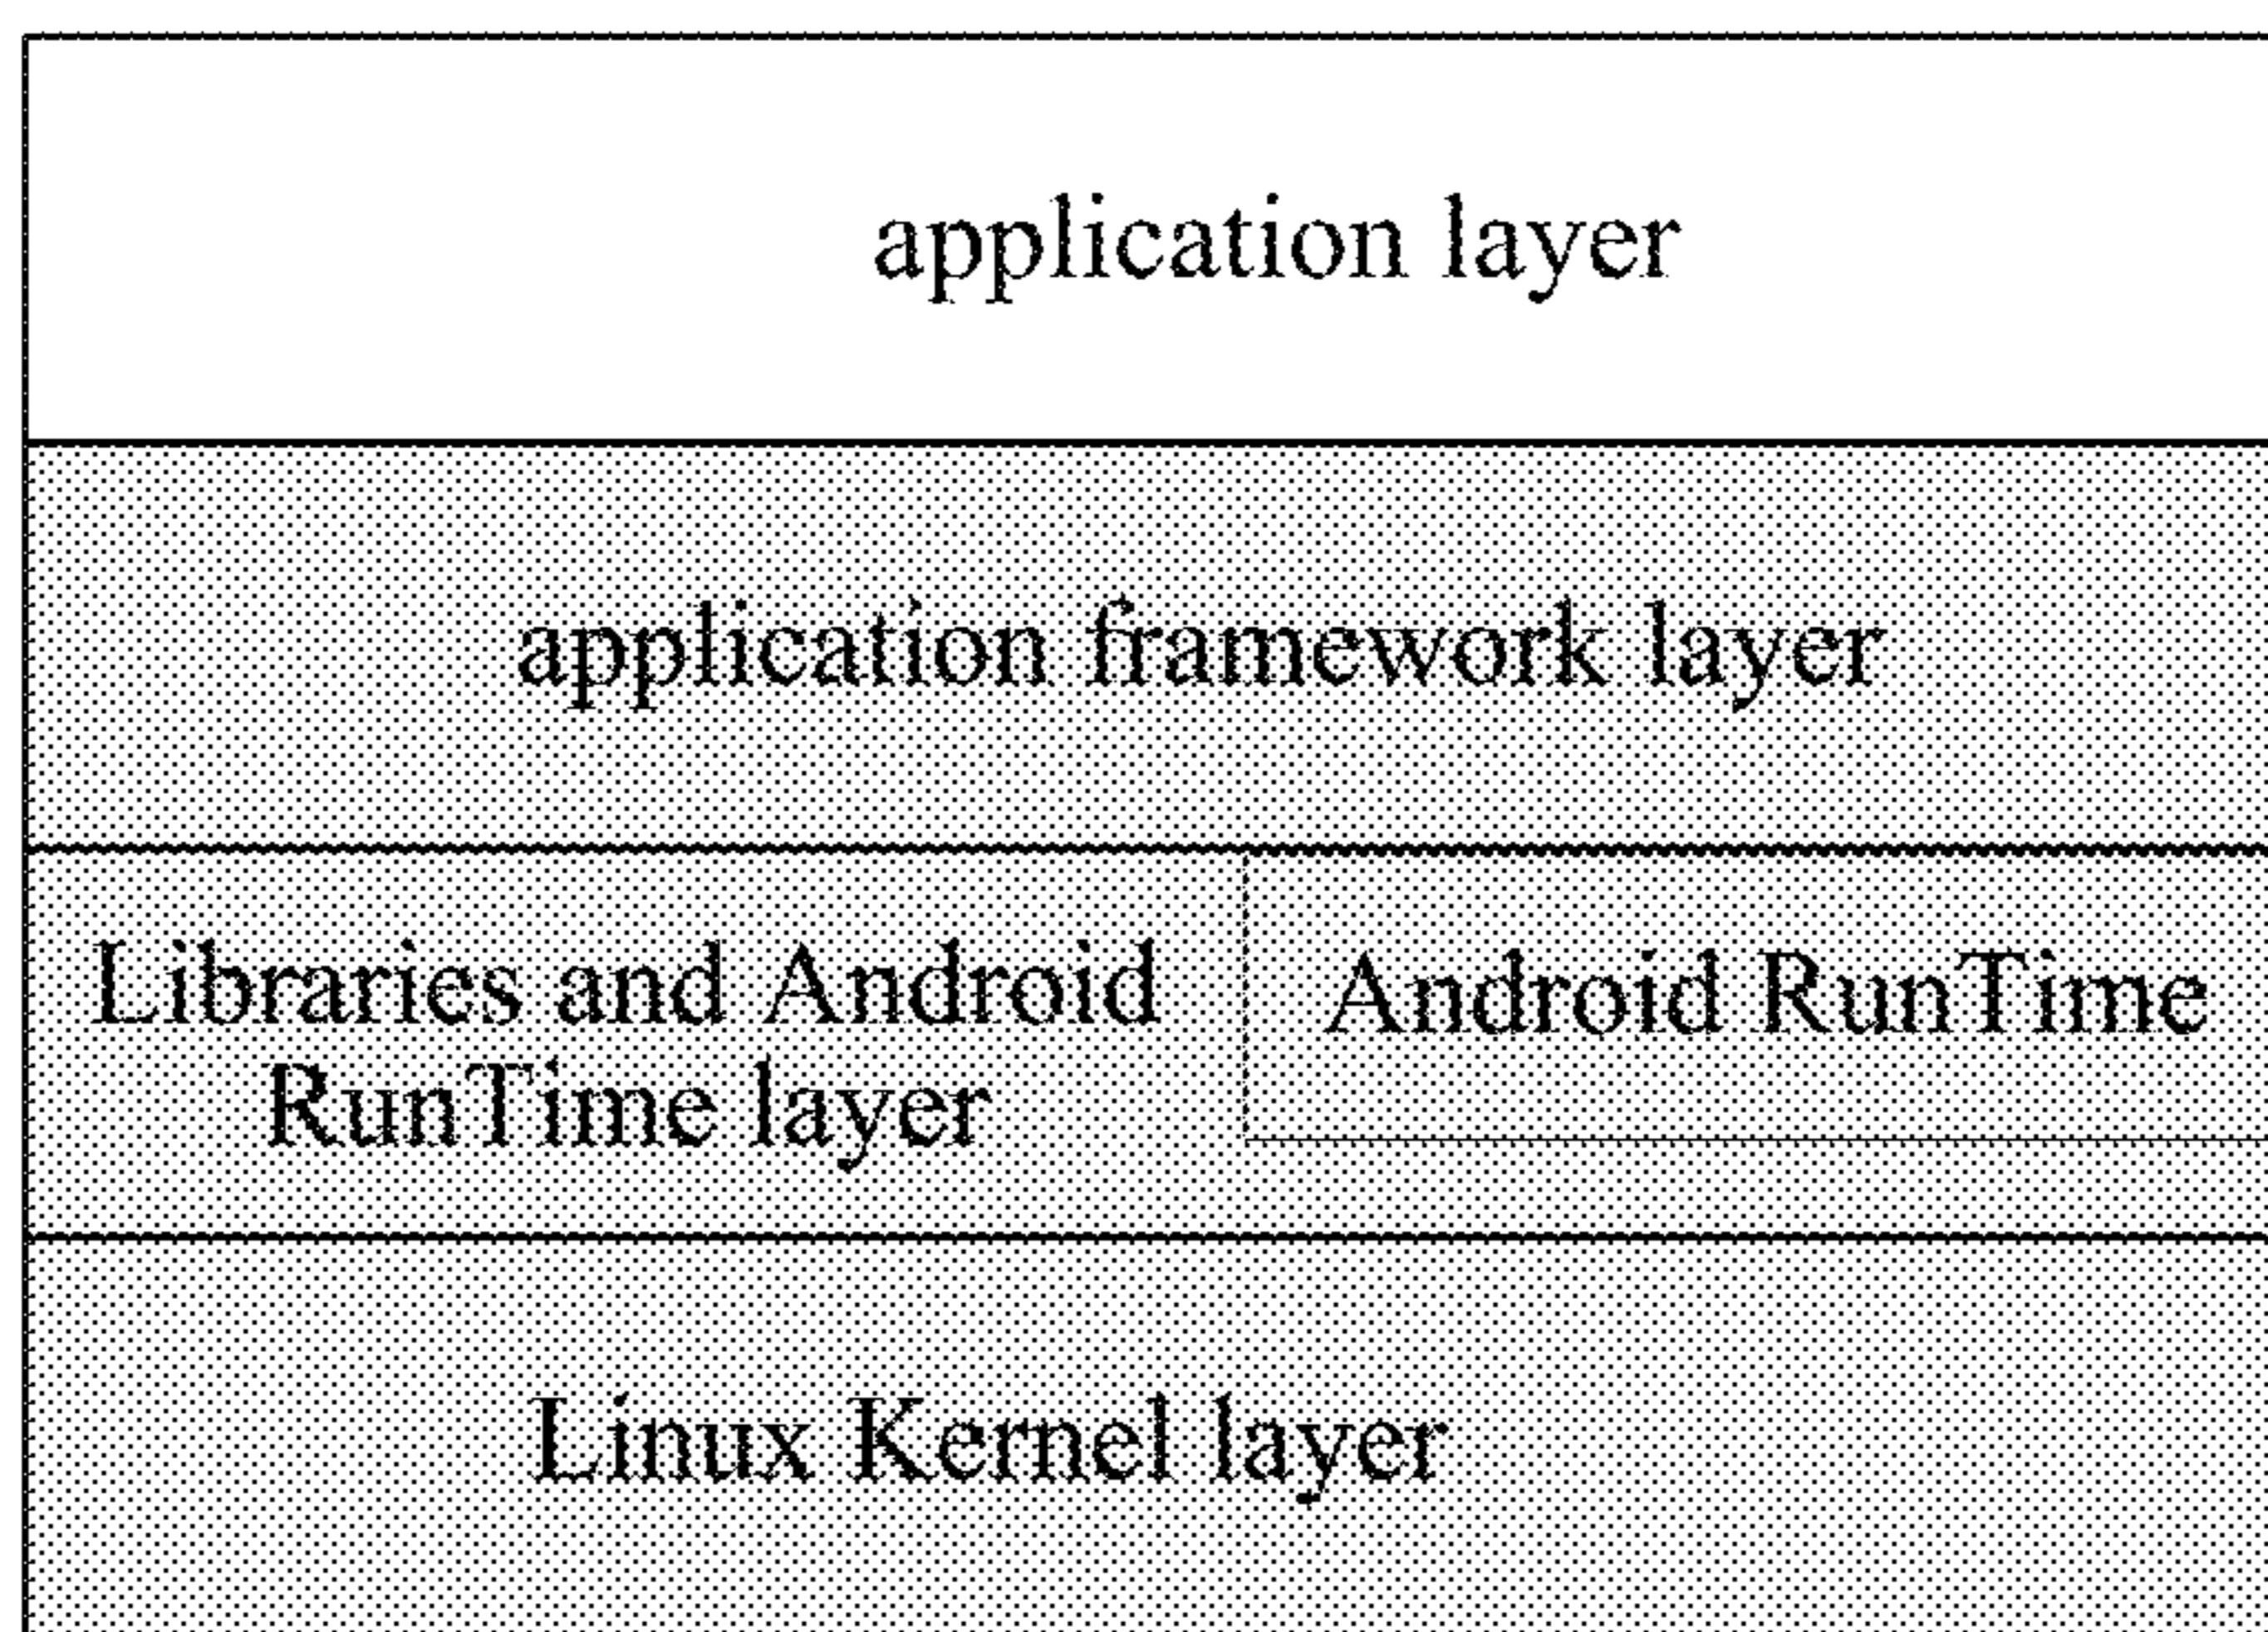 application layer
application framework layer
Libraries and Android
RunTime layer
Android RunTime
Linux Kernel layer